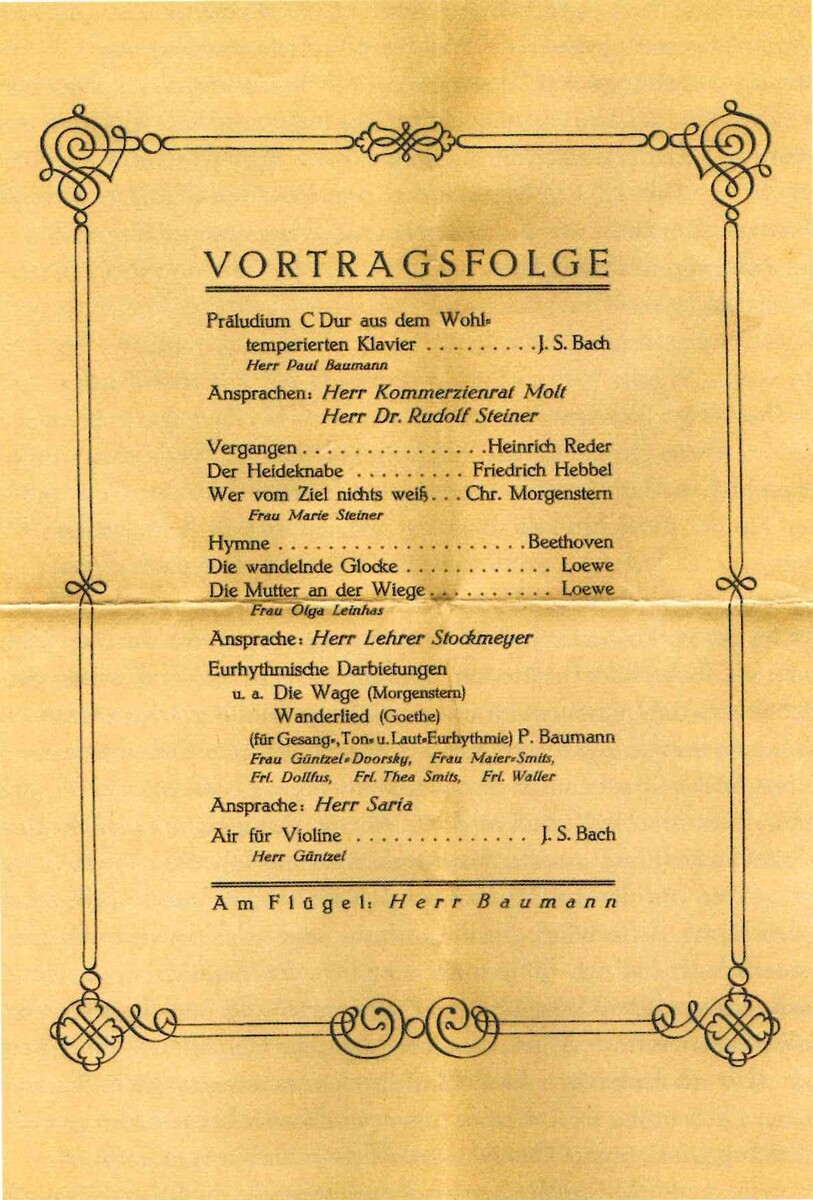 VORTRAGSFOLGE
Präludium C Dur aus dem Wohl=
temperierten Klavier . . . . . . . . . J. S. Bach
Herr Paul Baumann
Ansprachen: Herr Kommerzienrat Molt
Herr Dr. Rudolf Steiner
Vergangen . . . . . . . . . . . . . . . Heinrich Reder
Der Heideknabe . . . . . . . . . Friedrich Hebbel
Wer vom Ziel nichts weiß . . . Chr. Morgenstern
Frau Marie Steiner
Hymne . . . . . . . . . . . . . . . . . . . . Beethoven
Die wandelnde Glocke . . . . . . . . . . . . Loewe
Die Mutter an der Wiege . . . . . . . . . . Loewe
Frau Olga Leinhas
Ansprache: Herr Lehrer Stockmeyer
Eurhythmische Darbietungen
u. a. Die Wage (Morgenstern)
Wanderlied (Goethe)
(für Gesang=, Ton= u. Laut=Eurhythmie) P. Baumann
Frau Güntzel=Dvorsky, Frau Maier=Smits,
Frl. Dollfus, Frl. Thea Smits, Frl. Waller
Ansprache: Herr Saria
Air für Violine . . . . . . . . . . . . . . J. S. Bach
Herr Güntzel
Am Flügel: Herr Baumann